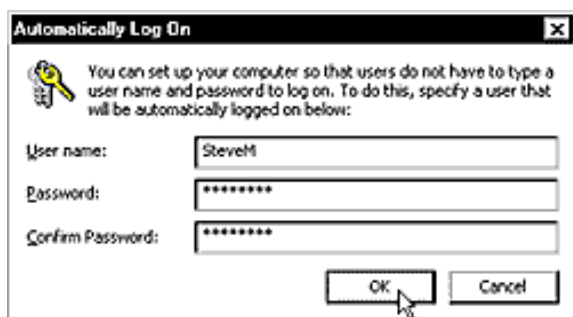 Automatically Log On
You can set up your computer so that users do not have to type a
user name and password to log on. To do this, specify a user that
will be automatically logged on below:
User name: SteveM
Password: ********
Confirm Password: ********
OK Cancel